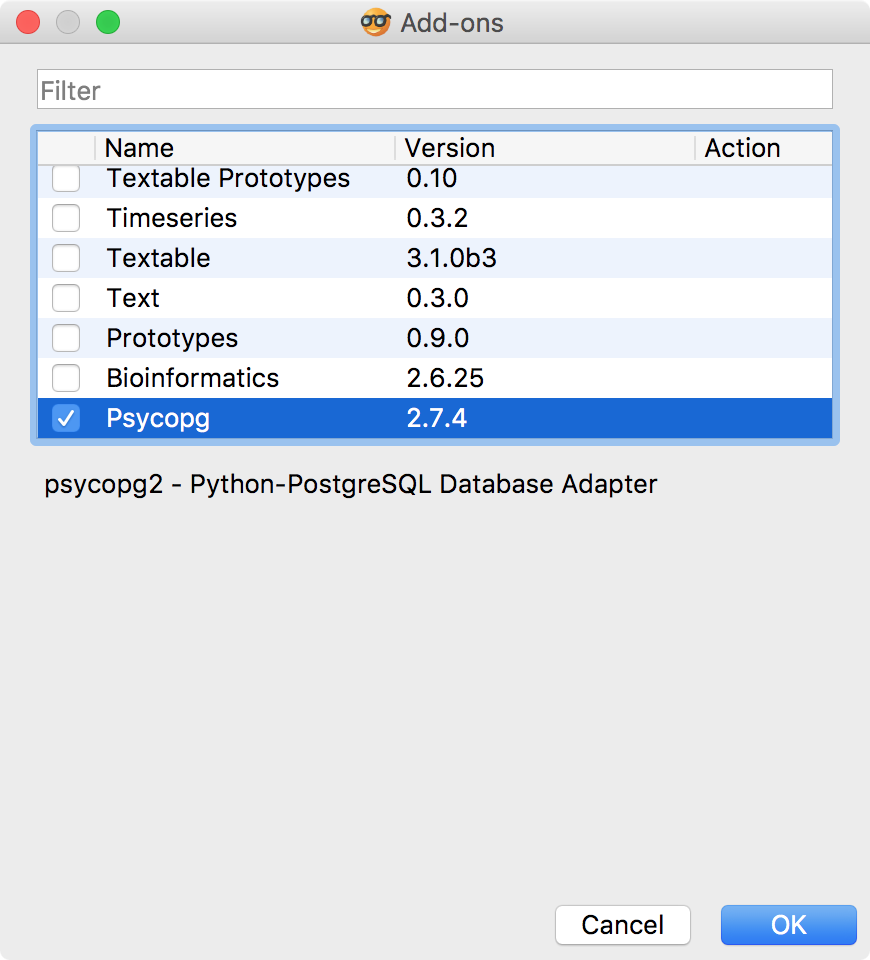 Add-ons
Filter
Name Version Action
Textable Prototypes 0.10
Timeseries 0.3.2
Textable 3.1.0b3
Text 0.3.0
Prototypes 0.9.0
Bioinformatics 2.6.25
Psycopg 2.7.4
psycopg2 - Python-PostgreSQL Database Adapter
Cancel OK